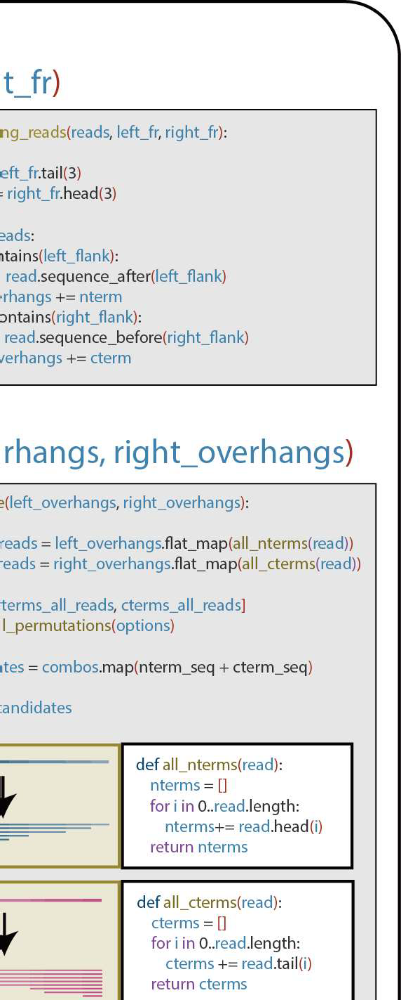 t_fr)
ng_reads(reads, left_fr, right_fr):
eft_fr.tail(3)
= right_fr.head(3)
eads:
ntains(left_flank):
read.sequence_after(left_flank)
rhangs += nterm
ontains(right_flank):
read.sequence_before(right_flank)
verhangs += cterm
rhangs, right_overhangs)
e(left_overhangs, right_overhangs):
reads = left_overhangs.flat_map(all_nterms(read))
reads = right_overhangs.flat_map(all_cterms(read))
terms_all_reads, cterms_all_reads]
l_permutations(options)
tes = combos.map(nterm_seq + cterm_seq)
candidates
def all_nterms(read):
nterms = []
for i in 0..read.length:
nterms+= read.head(i)
return nterms
def all_cterms(read):
cterms = []
for i in 0..read.length:
cterms += read.tail(i)
return cterms